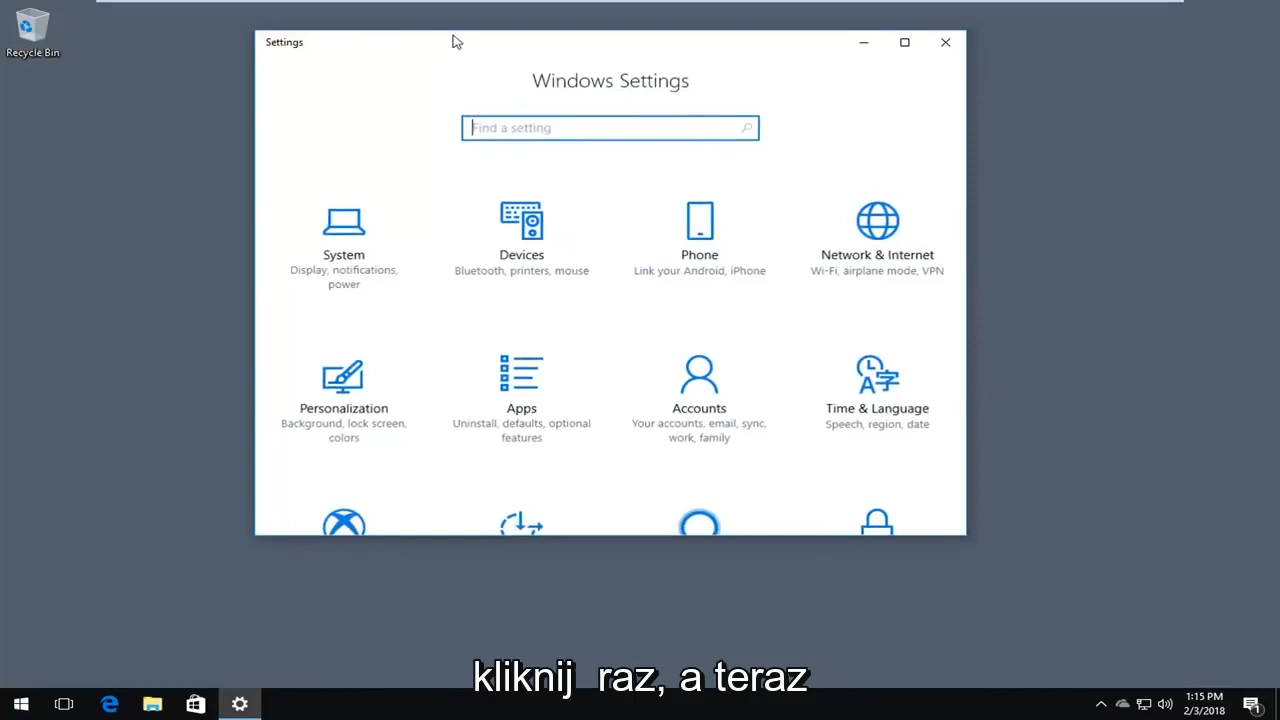 Recycle Bin
Settings
Windows Settings
Find a setting
System
Display, notifications,
power
Devices
Bluetooth, printers, mouse
Phone
Link your Android, iPhone
Network & Internet
Wi-Fi, airplane mode, VPN
Personalization
Background, lock screen,
colors
Apps
Uninstall, defaults, optional
features
Accounts
Your accounts, email, sync,
work, family
Time & Language
Speech, region, date
kliknij raz, a teraz
1:15 PM
2/3/2018
1